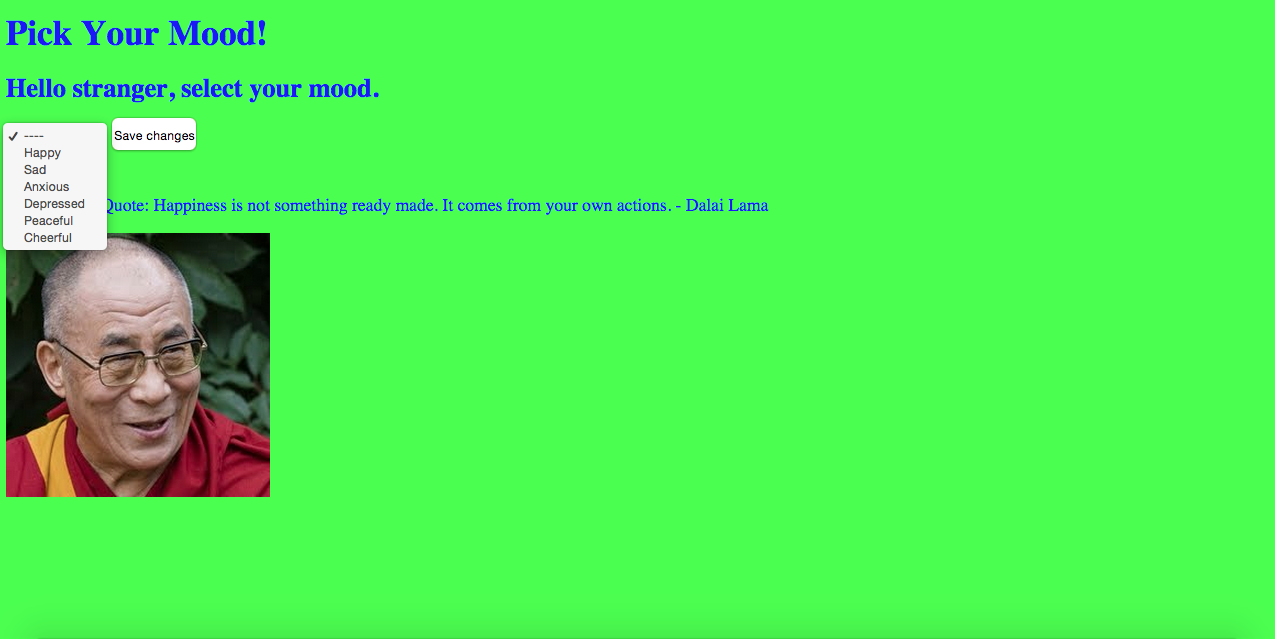 Pick Your Mood!
Hello stranger, select your mood.
✓ ----
Save changes
Happy
Sad
Anxious
Depressed
Peaceful
Cheerful
Quote: Happiness is not something ready made. It comes from your own actions. - Dalai Lama